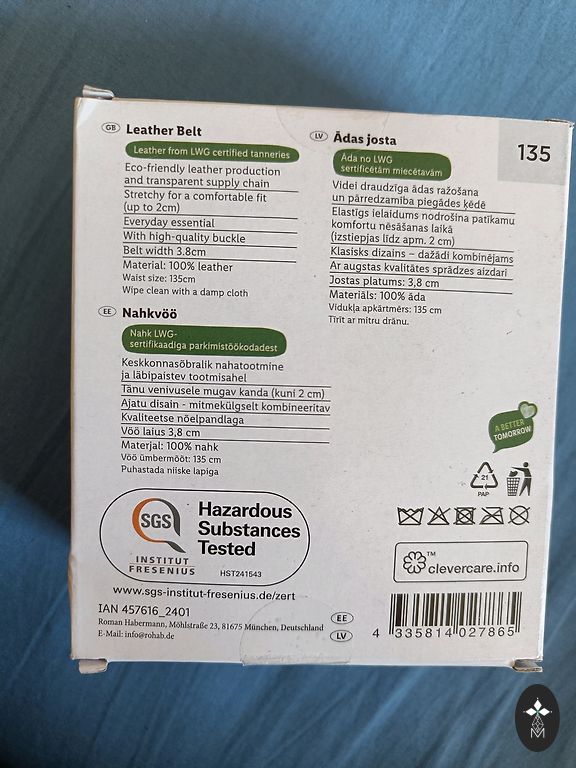 GB Leather Belt
Leather from LWG certified tanneries
Eco-friendly leather production
and transparent supply chain
Stretchy for a comfortable fit
(up to 2cm)
Everyday essential
With high-quality buckle
Belt width 3.8cm
Material: 100% leather
Waist size: 135cm
Wipe clean with a damp cloth
EE Nahkvöö
Nahk LWG-
sertifikaadiga parkimistöökodadest
Keskkonnasõbralik nahatootmine
ja läbipaistev tootmisahel
Tänu venivusele mugav kanda (kuni 2 cm)
Ajatu disain - mitmekülgselt kombineeritav
Kvaliteetse nõelpandlaga
Vöö laius 3,8 cm
Materjal: 100% nahk
Vöö ümbermõõt: 135 cm
Puhastada niiske lapiga
LV Ādas josta
Āda no LWG
sertificētām miecētavām
Videi draudzīga ādas ražošana
un pārredzamība piegādes ķēdē
Elastīgs ielaidums nodrošina patīkamu
komfortu nēsāšanas laikā
(izstiepjas līdz apm. 2 cm)
Klasisks dizains – dažādi kombinējams
Ar augstas kvalitātes sprādzes aizdari
Jostas platums: 3,8 cm
Materiāls: 100% āda
Vidukļa apkārtmērs: 135 cm
Tīrīt ar mitru drānu.
135
A BETTER
TOMORROW
21
PAP
SGS
INSTITUT
FRESENIUS
Hazardous
Substances
Tested
HST241543
www.sgs-institut-fresenius.de/zert
clevercare.info
TM
IAN 457616_2401
Roman Habermann, Möhlstraße 23, 81675 München, Deutschland
E-Mail: info@rohab.de
EE
LV
4 335814 027865
M